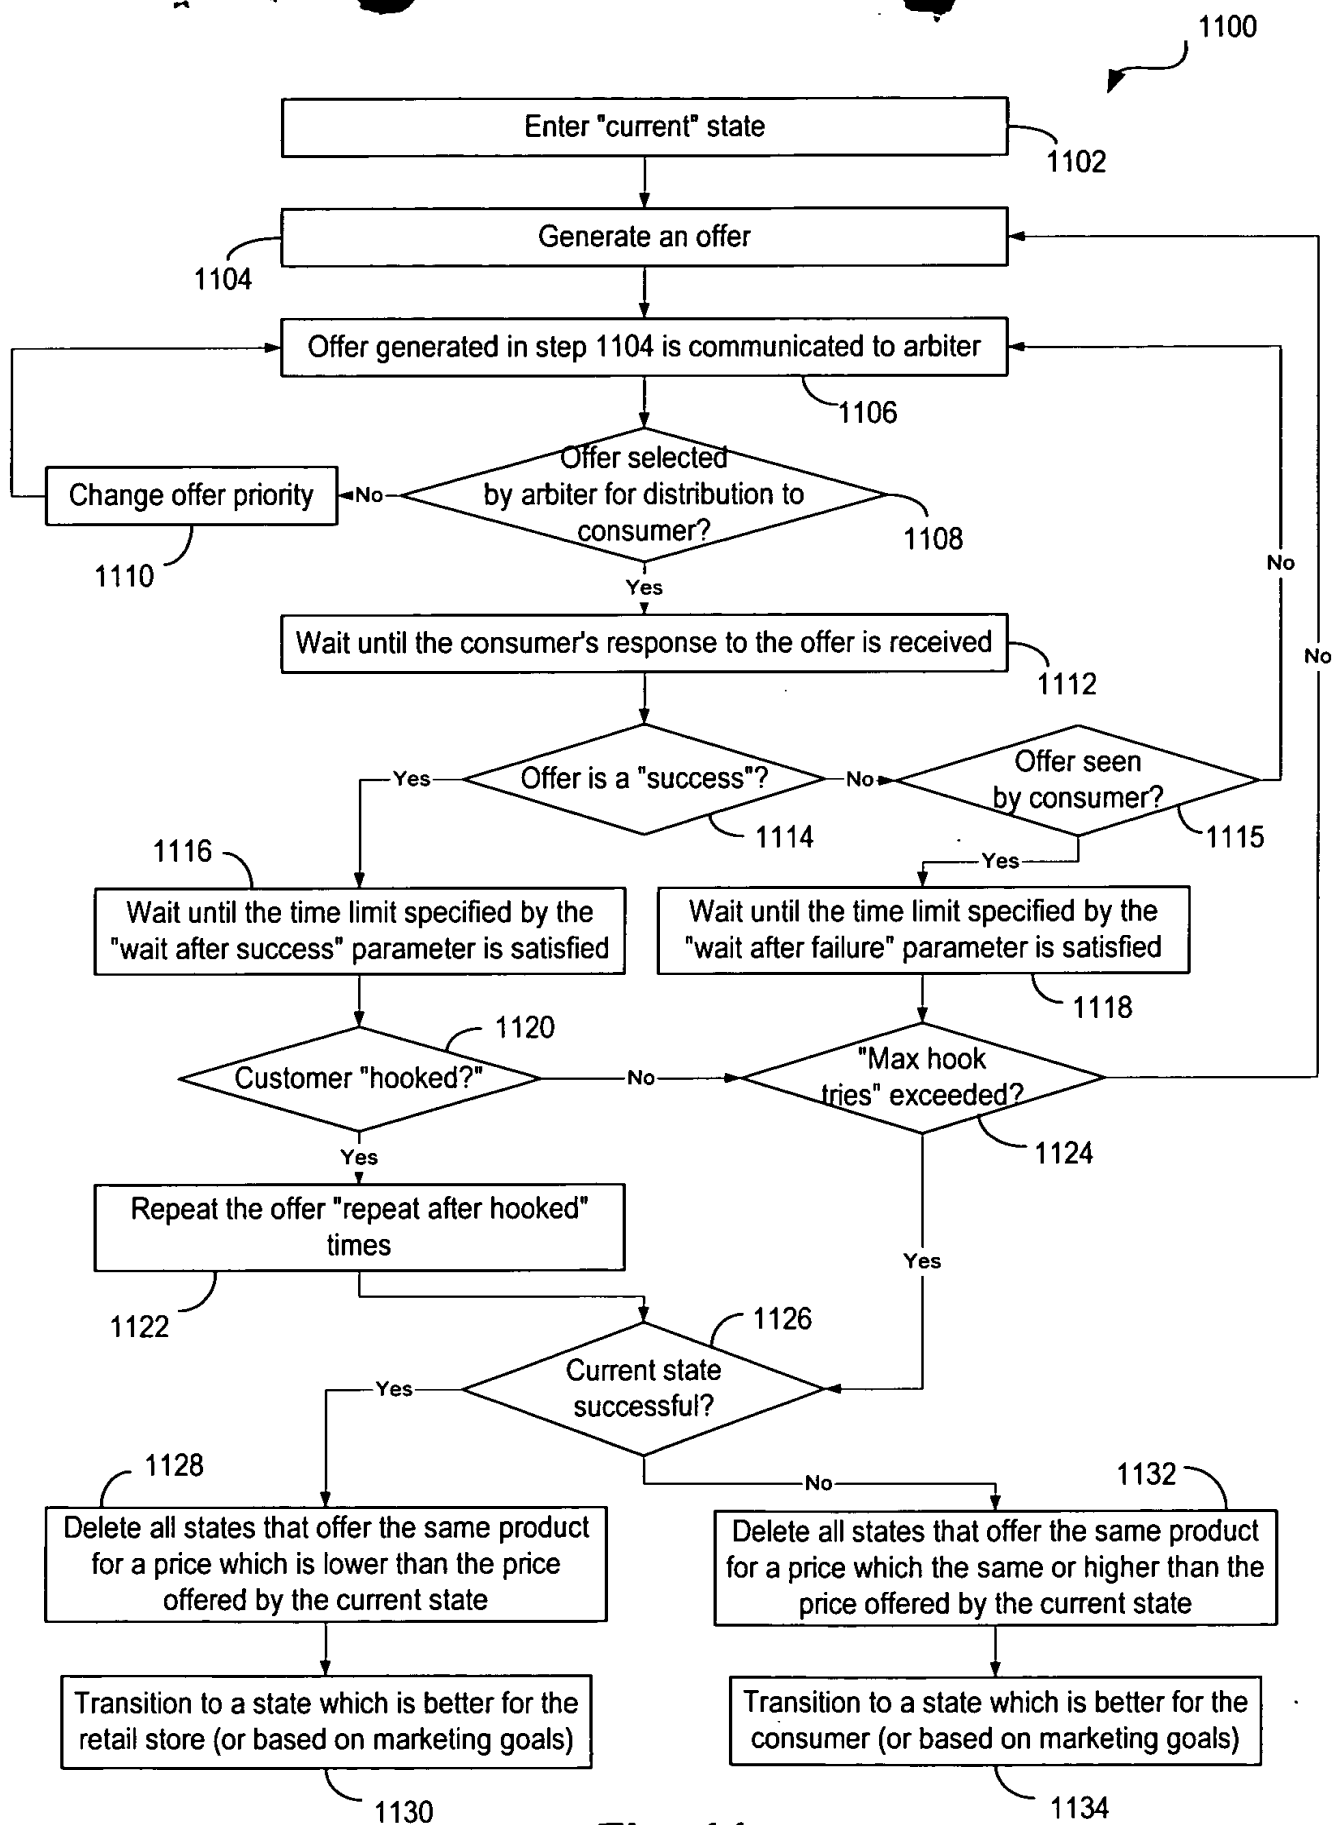 1100
Enter "current" state
1102
Generate an offer
1104
Offer generated in step 1104 is communicated to arbiter
1106
Offer selected
by arbiter for distribution to
consumer?
1108
No
Change offer priority
1110
Yes
No
Wait until the consumer's response to the offer is received
1112
No
Offer is a "success"?
1114
Yes
No
Offer seen
by consumer?
1115
Yes
1116
Wait until the time limit specified by the
"wait after success" parameter is satisfied
Wait until the time limit specified by the
"wait after failure" parameter is satisfied
1118
1120
Customer "hooked?"
No
"Max hook
tries" exceeded?
1124
Yes
Repeat the offer "repeat after hooked"
times
1122
Yes
1126
Current state
successful?
Yes
No
1128
Delete all states that offer the same product
for a price which is lower than the price
offered by the current state
1132
Delete all states that offer the same product
for a price which the same or higher than the
price offered by the current state
Transition to a state which is better for the
retail store (or based on marketing goals)
1130
Transition to a state which is better for the
consumer (or based on marketing goals)
1134